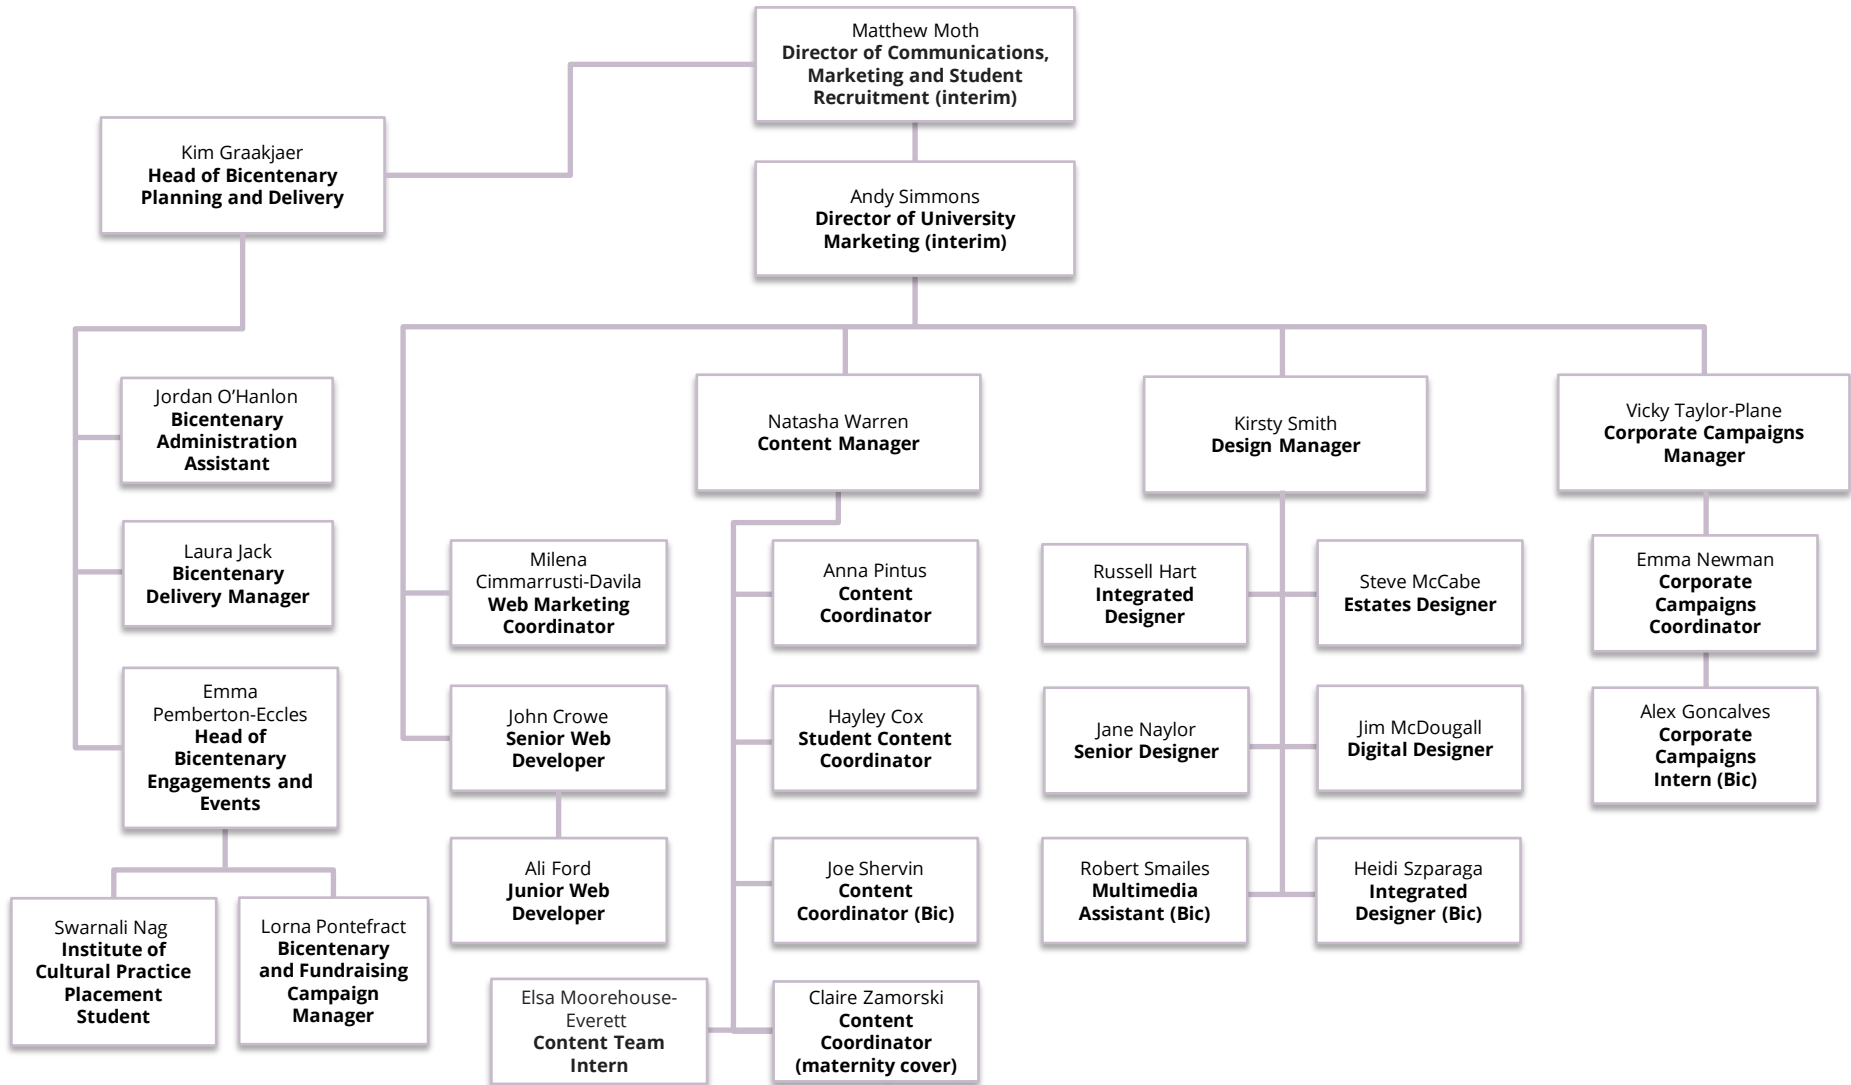 Matthew Moth
Director of Communications,
Marketing and Student
Recruitment (interim)
Kim Graakjaer
Head of Bicentenary
Planning and Delivery
Andy Simmons
Director of University
Marketing (interim)
Jordan O’Hanlon
Bicentenary
Administration
Assistant
Laura Jack
Bicentenary
Delivery Manager
Emma
Pemberton-Eccles
Head of
Bicentenary
Engagements and
Events
Swarnali Nag
Institute of
Cultural Practice
Placement
Student
Lorna Pontefract
Bicentenary
and Fundraising
Campaign
Manager
Milena
Cimmarrusti-Davila
Web Marketing
Coordinator
John Crowe
Senior Web
Developer
Ali Ford
Junior Web
Developer
Natasha Warren
Content Manager
Anna Pintus
Content
Coordinator
Hayley Cox
Student Content
Coordinator
Joe Shervin
Content
Coordinator (Bic)
Elsa Moorehouse-
Everett
Content Team
Intern
Claire Zamorski
Content
Coordinator
(maternity cover)
Kirsty Smith
Design Manager
Russell Hart
Integrated
Designer
Steve McCabe
Estates Designer
Jane Naylor
Senior Designer
Jim McDougall
Digital Designer
Robert Smailes
Multimedia
Assistant (Bic)
Heidi Szparaga
Integrated
Designer (Bic)
Vicky Taylor-Plane
Corporate Campaigns
Manager
Emma Newman
Corporate
Campaigns
Coordinator
Alex Goncalves
Corporate
Campaigns
Intern (Bic)